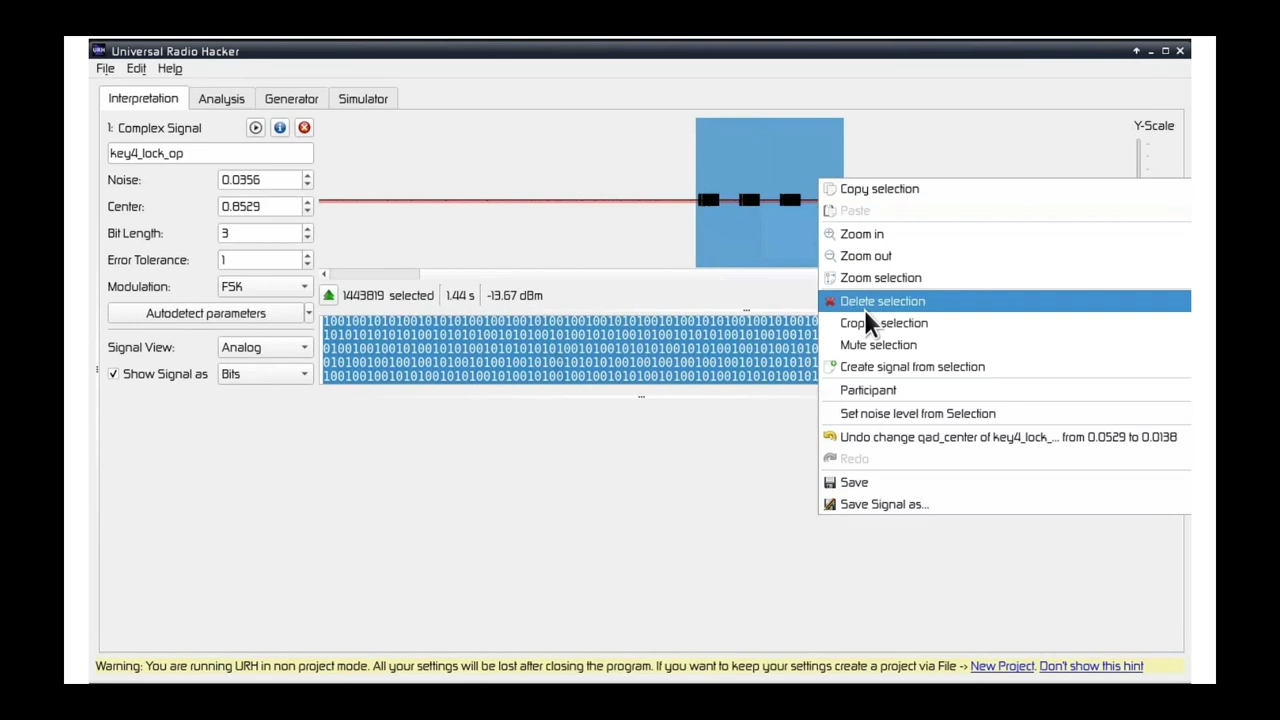 Universal Radio Hacker
File Edit Help
Interpretation Analysis Generator Simulator
1: Complex Signal
Y-Scale
key4_lock_op
Noise: 0.0356
Center: 0.8529
Bit Length: 3
Error Tolerance: 1
Modulation: FSK
1443819 selected 1.44 s -13.67 dBm
Autodetect parameters
Signal View: Analog
Show Signal as Bits
Copy selection
Paste
Zoom in
Zoom out
Zoom selection
Delete selection
Crop selection
Mute selection
Create signal from selection
Participant
Set noise level from Selection
Undo change qad_center of key4_lock_... from 0.0529 to 0.0138
Redo
Save
Save Signal as...
Warning: You are running URH in non project mode. All your settings will be lost after closing the program. If you want to keep your settings create a project via File -> New Project. Don't show this hint